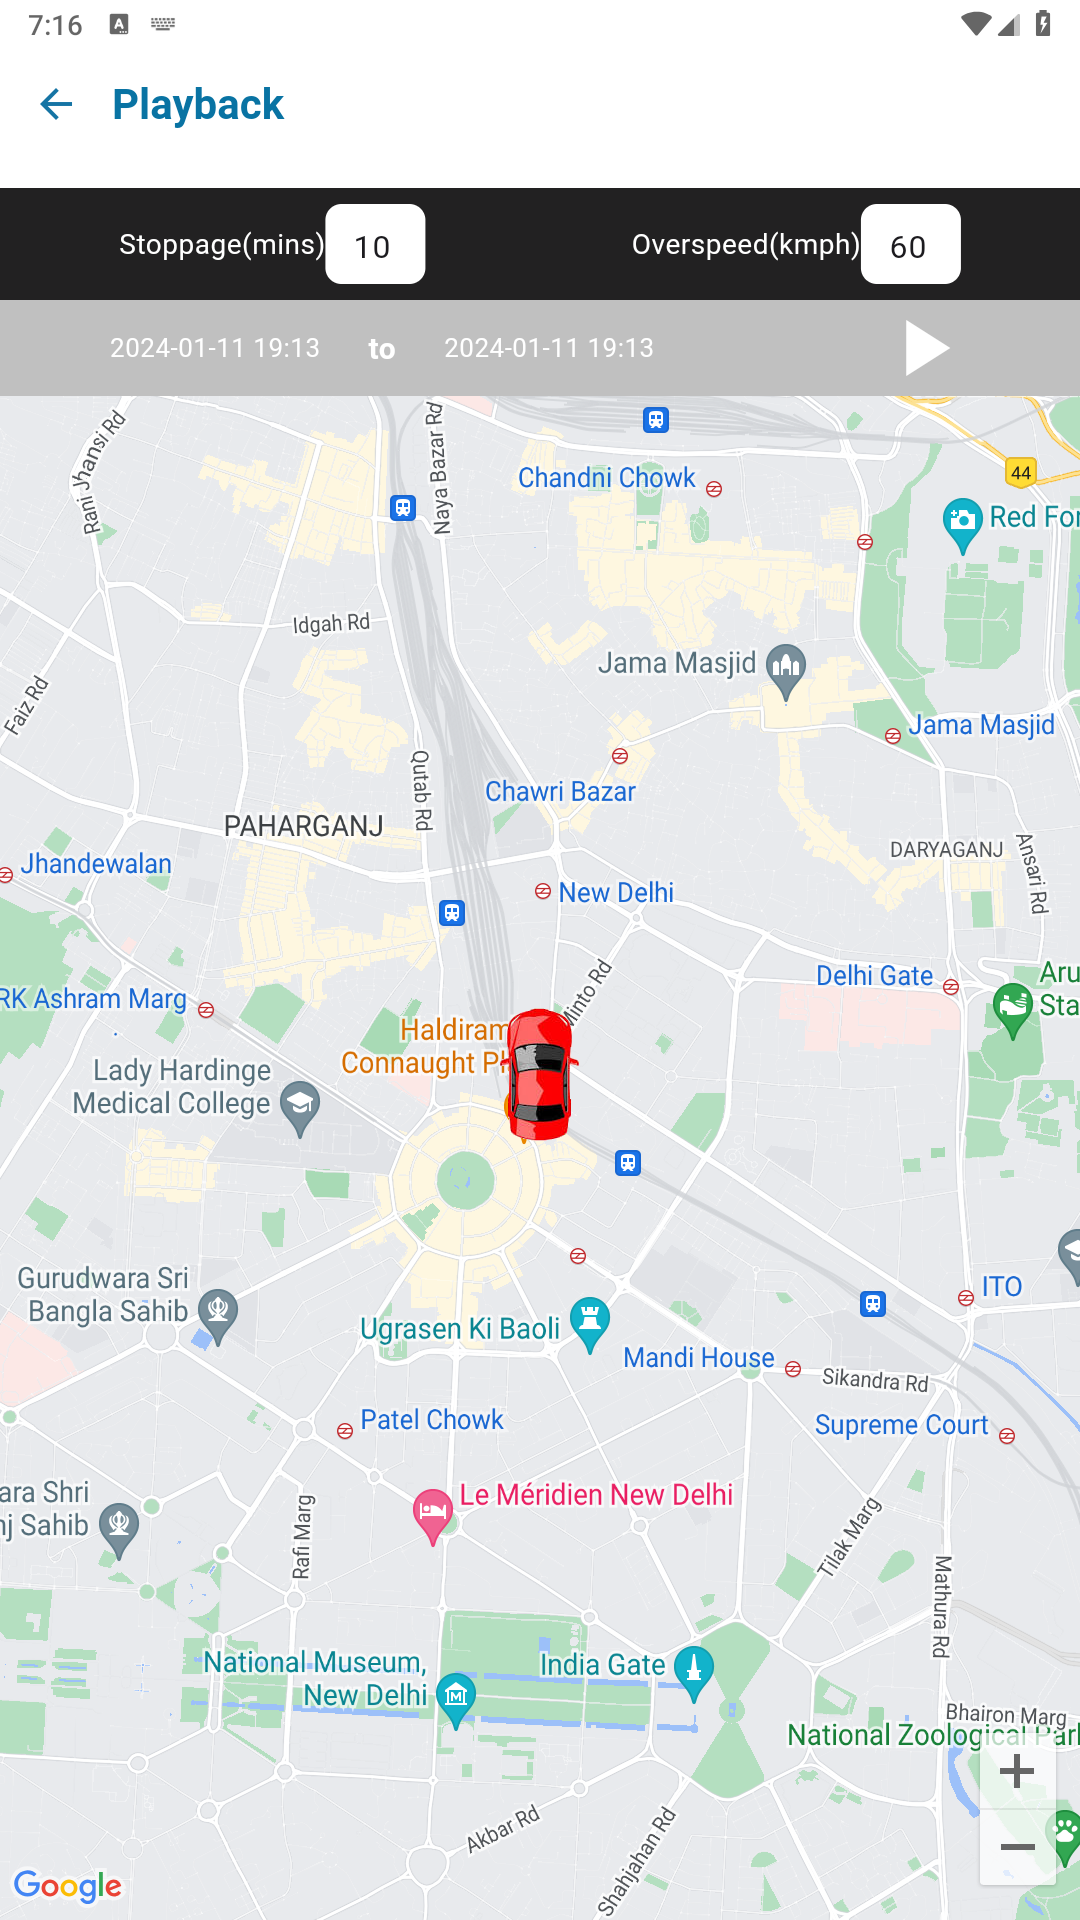 7:16
Playback
Stoppage(mins) 10
Overspeed(kmph) 60
2024-01-11 19:13 to 2024-01-11 19:13
Rani Jhansi Rd
Naya Bazar Rd
Chandni Chowk
44
Red For
Idgah Rd
Jama Masjid
Faiz Rd
Jama Masjid
Qutab Rd
Chawri Bazar
PAHARGANJ
DARYAGANJ
Ansari Rd
Jhandewalan
New Delhi
Delhi Gate
Aru
Sta
RK Ashram Marg
Minto Rd
Haldiram
Connaught Pl
Lady Hardinge
Medical College
Gurudwara Sri
Bangla Sahib
ITO
Ugrasen Ki Baoli
Mandi House
Sikandra Rd
Patel Chowk
Supreme Court
ara Shri
nj Sahib
Le Méridien New Delhi
Rafi Marg
Tilak Marg
Mathura Rd
National Museum,
New Delhi
India Gate
Bhairon Marg
National Zoological Park
Akbar Rd
Shahjahan Rd
Google